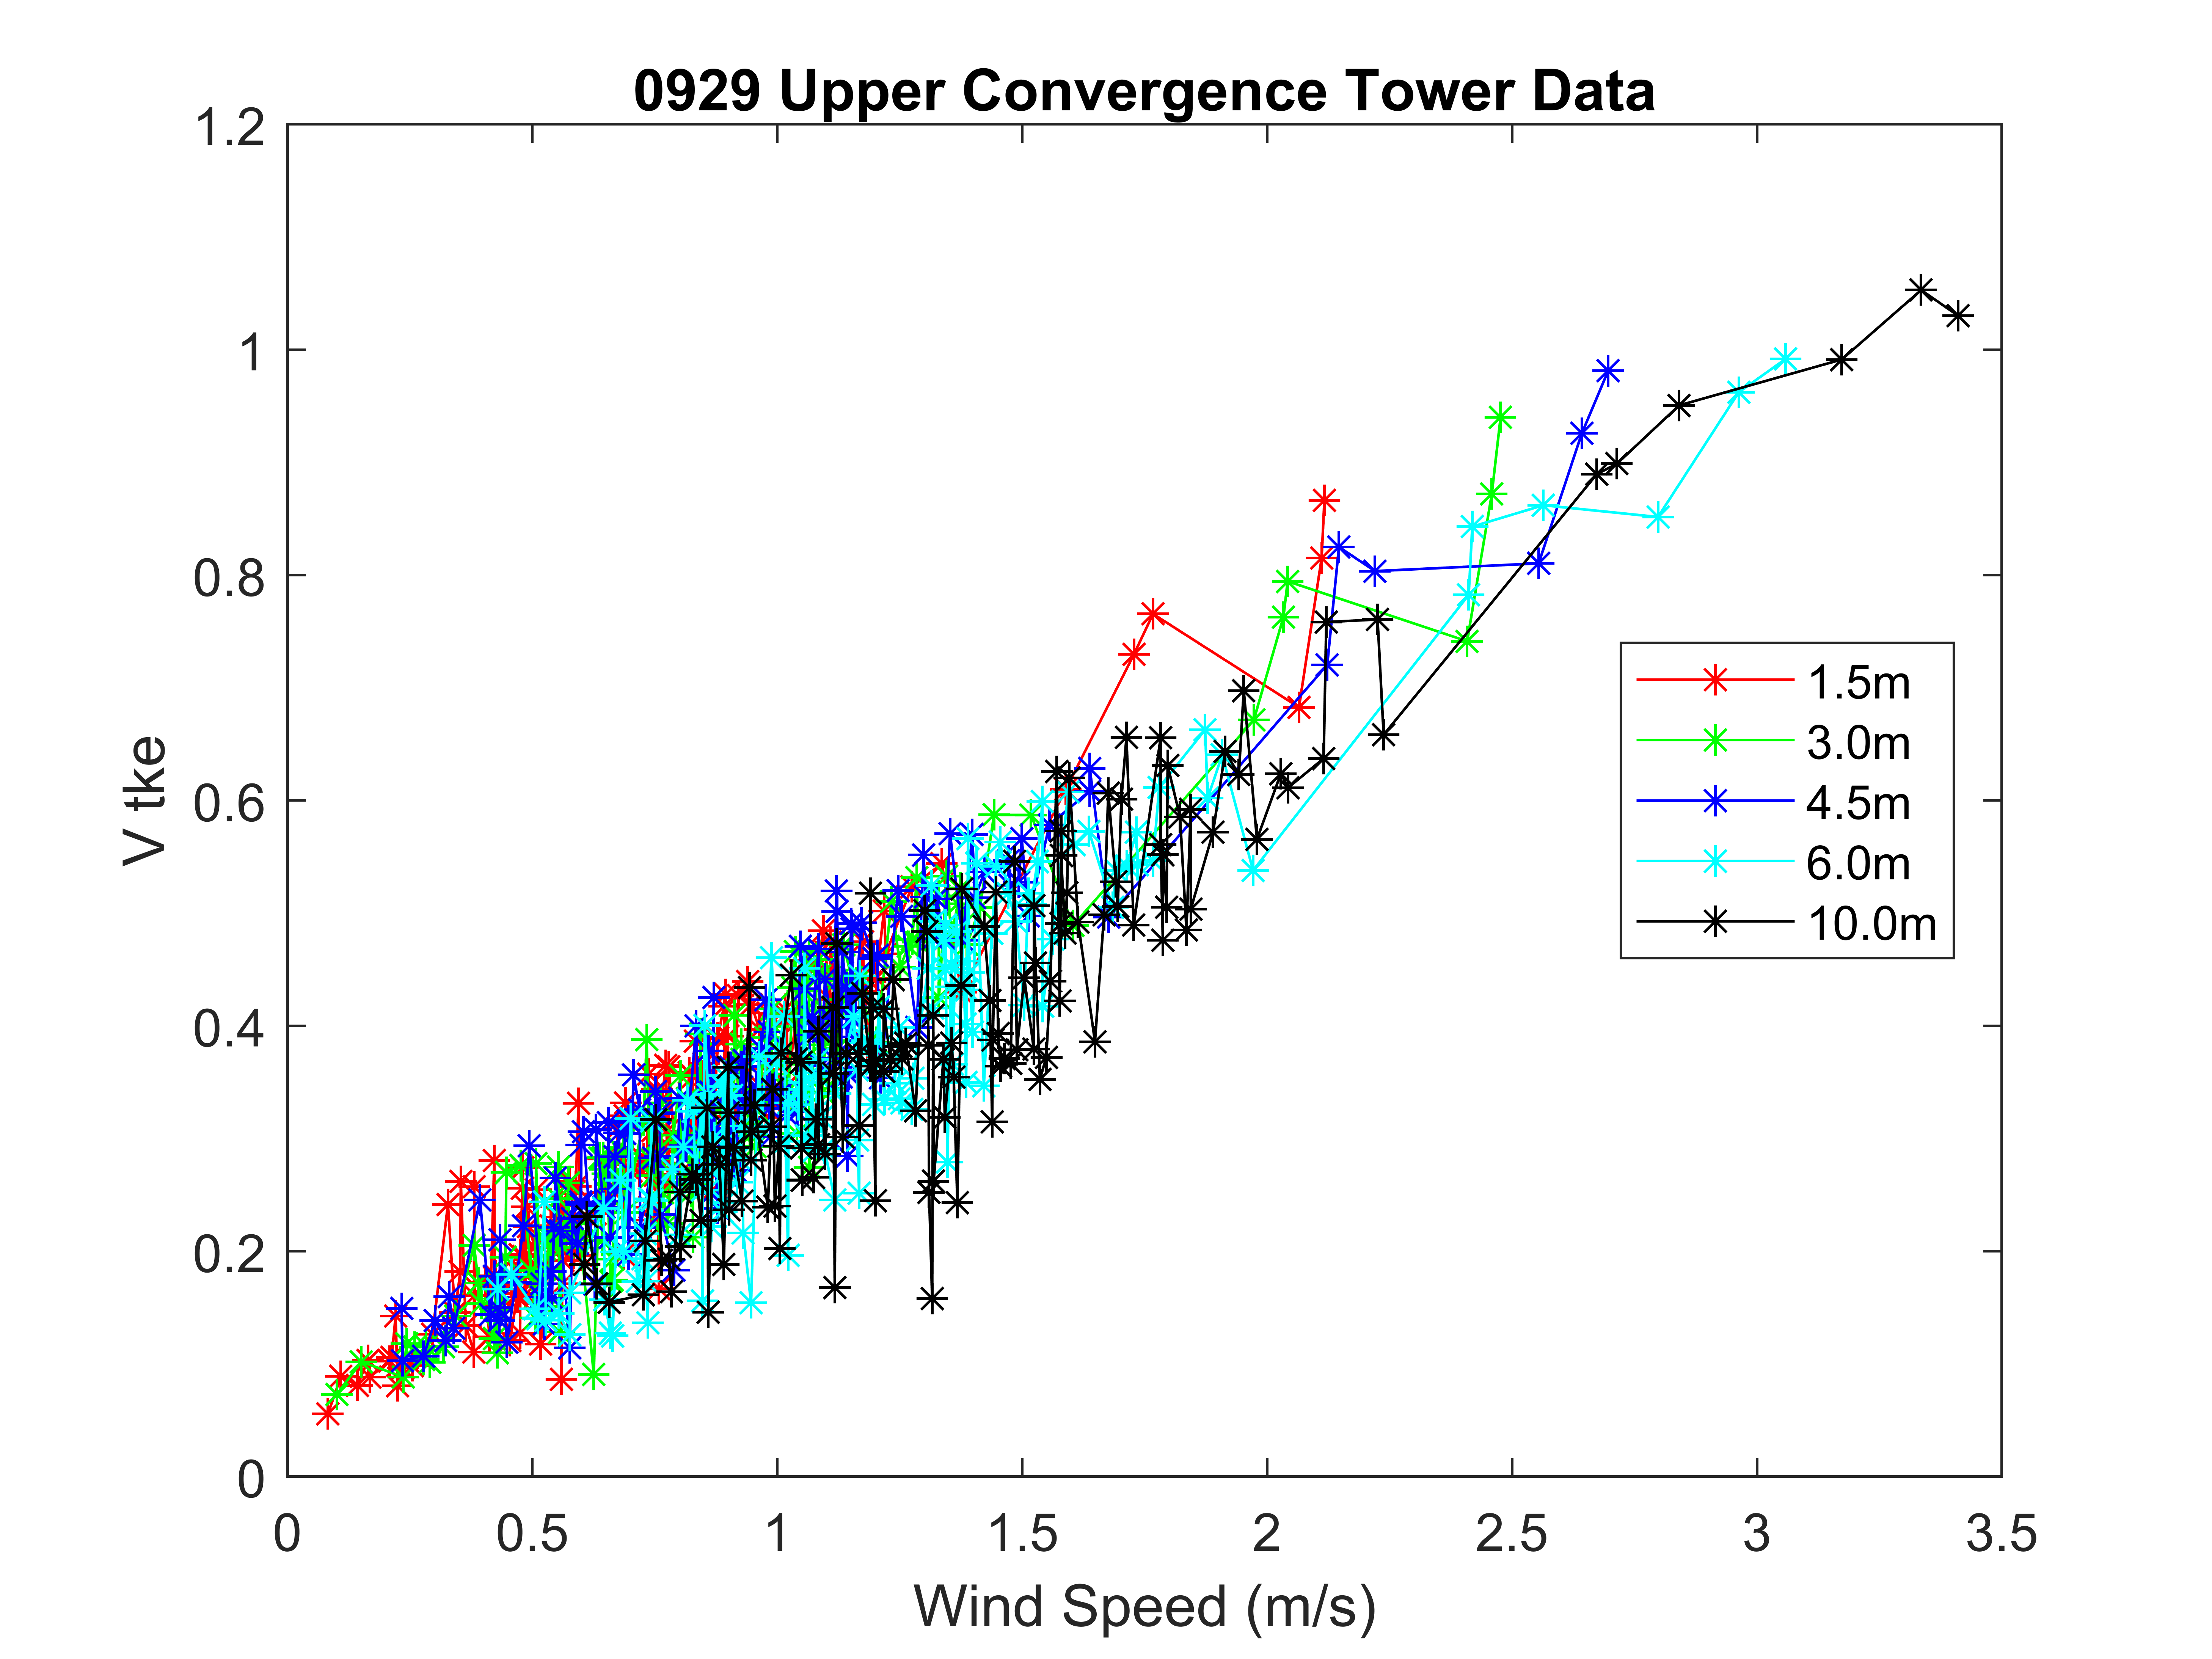 0929 Upper Convergence Tower Data
1.2
1
0.8
0.6
0.4
0.2
0
V tke
1.5m
3.0m
4.5m
6.0m
10.0m
0 0.5 1 1.5 2 2.5 3 3.5
Wind Speed (m/s)